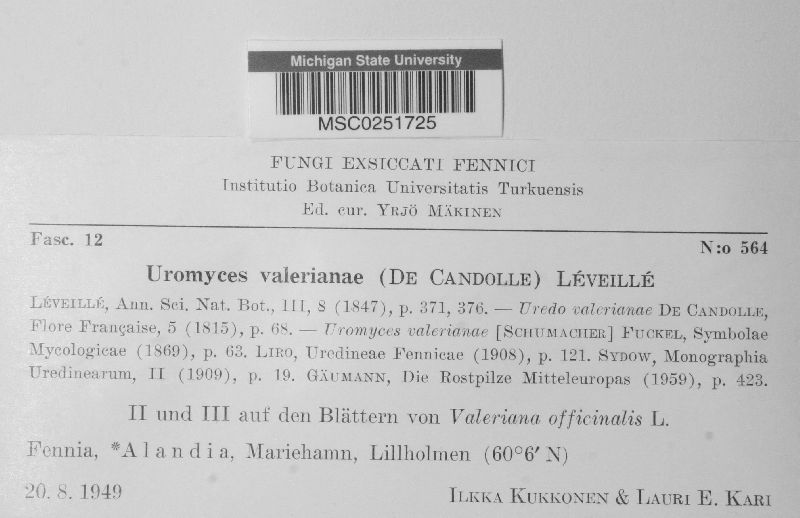 Michigan State University
MSC0251725
FUNGI EXSICCATI FENNICI
Institutio Botanica Universitatis Turkuensis
Ed. cur. YRJÖ MÄKINEN
Fasc. 12
N:o 564
Uromyces valerianae (DE CANDOLLE) LÉVEILLÉ
LÉVEILLÉ, Ann. Sci. Nat. Bot., III, 8 (1847), p. 371, 376. — Uredo valerianae DE CANDOLLE,
Flore Française, 5 (1815), p. 68. — Uromyces valerianae [SCHUMACHER] FUCKEL, Symbolae
Mycologicae (1869), p. 63. LIRO, Uredineae Fennicae (1908), p. 121. SYDOW, Monographia
Uredinearum, II (1909), p. 19. GÄUMANN, Die Rostpilze Mitteleuropas (1959), p. 423.
II und III auf den Blättern von Valeriana officinalis L.
Fennia, *Alandia, Mariehamn, Lillholmen (60°6′ N)
20. 8. 1949
ILKKA KUKKONEN & LAURI E. KARI